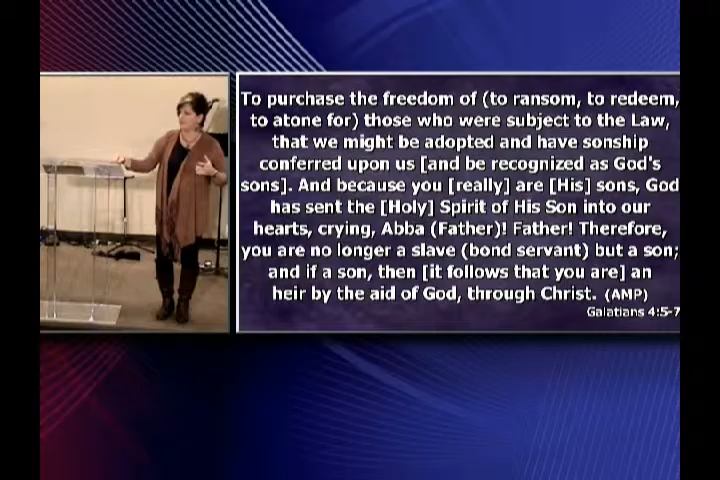 To purchase the freedom of (to ransom, to redeem,
to atone for) those who were subject to the Law,
that we might be adopted and have sonship
conferred upon us [and be recognized as God's
sons]. And because you [really] are [His] sons, God
has sent the [Holy] Spirit of His Son into our
hearts, crying, Abba (Father)! Father! Therefore,
you are no longer a slave (bond servant) but a son;
and if a son, then [it follows that you are] an
heir by the aid of God, through Christ. (AMP)
Galatians 4:5-7